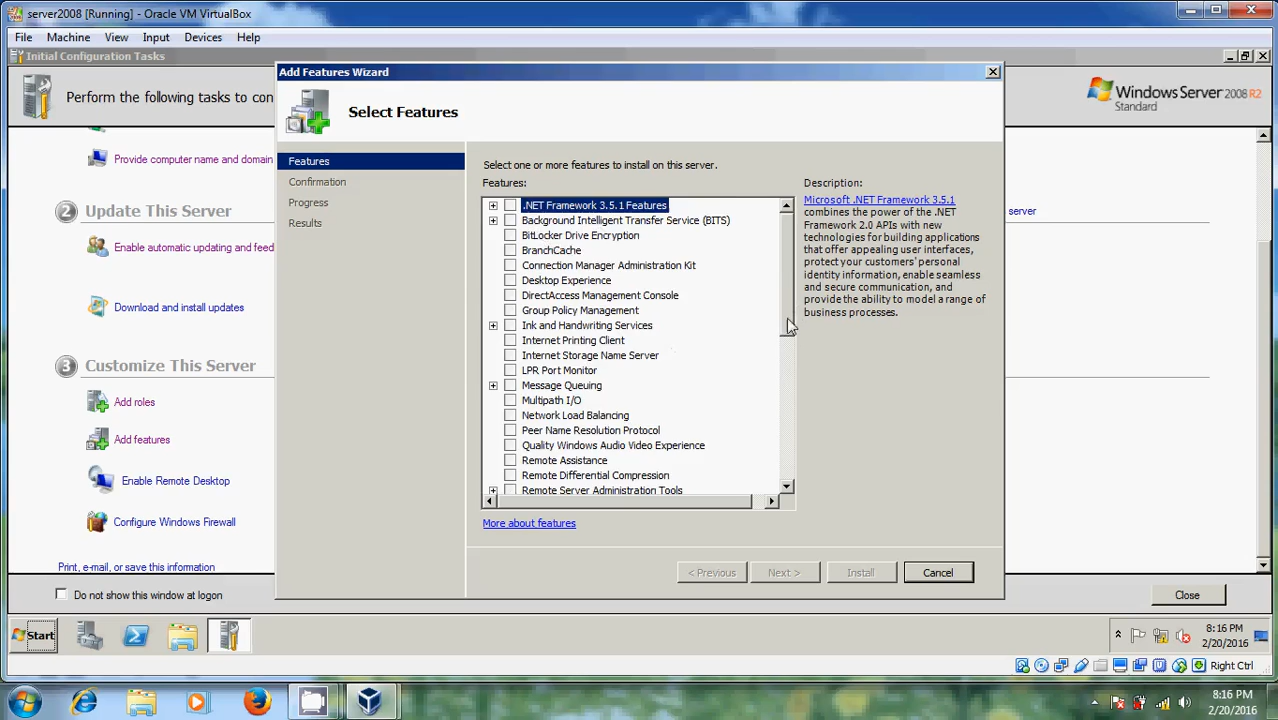 server2008 [Running] - Oracle VM VirtualBox
File Machine View Input Devices Help
Initial Configuration Tasks
Perform the following tasks to con
Windows Server 2008 R2
Standard
Provide computer name and domain
2 Update This Server
server
Enable automatic updating and feed
Download and install updates
3 Customize This Server
Add roles
Add features
Enable Remote Desktop
Configure Windows Firewall
Print, e-mail, or save this information
Do not show this window at logon
Close
Add Features Wizard
Select Features
Features
Confirmation
Progress
Results
Select one or more features to install on this server.
Features:
.NET Framework 3.5.1 Features
Background Intelligent Transfer Service (BITS)
BitLocker Drive Encryption
BranchCache
Connection Manager Administration Kit
Desktop Experience
DirectAccess Management Console
Group Policy Management
Ink and Handwriting Services
Internet Printing Client
Internet Storage Name Server
LPR Port Monitor
Message Queuing
Multipath I/O
Network Load Balancing
Peer Name Resolution Protocol
Quality Windows Audio Video Experience
Remote Assistance
Remote Differential Compression
Remote Server Administration Tools
More about features
Description:
Microsoft .NET Framework 3.5.1
combines the power of the .NET
Framework 2.0 APIs with new
technologies for building applications
that offer appealing user interfaces,
protect your customers' personal
identity information, enable seamless
and secure communication, and
provide the ability to model a range of
business processes.
< Previous
Next >
Install
Cancel
Start
8:16 PM
2/20/2016
Right Ctrl
8:16 PM
2/20/2016